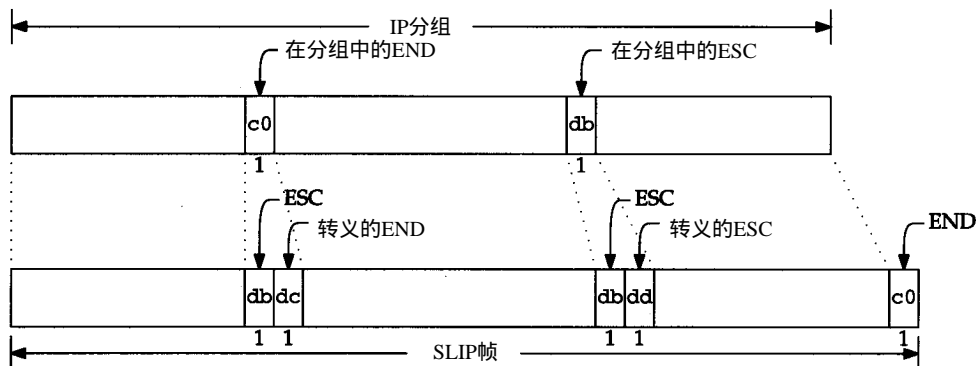 IP分组
在分组中的END
在分组中的ESC
c0
db
1
1
ESC
转义的END
ESC
转义的ESC
END
db
dc
db
dd
c0
1
1
1
1
1
SLIP帧